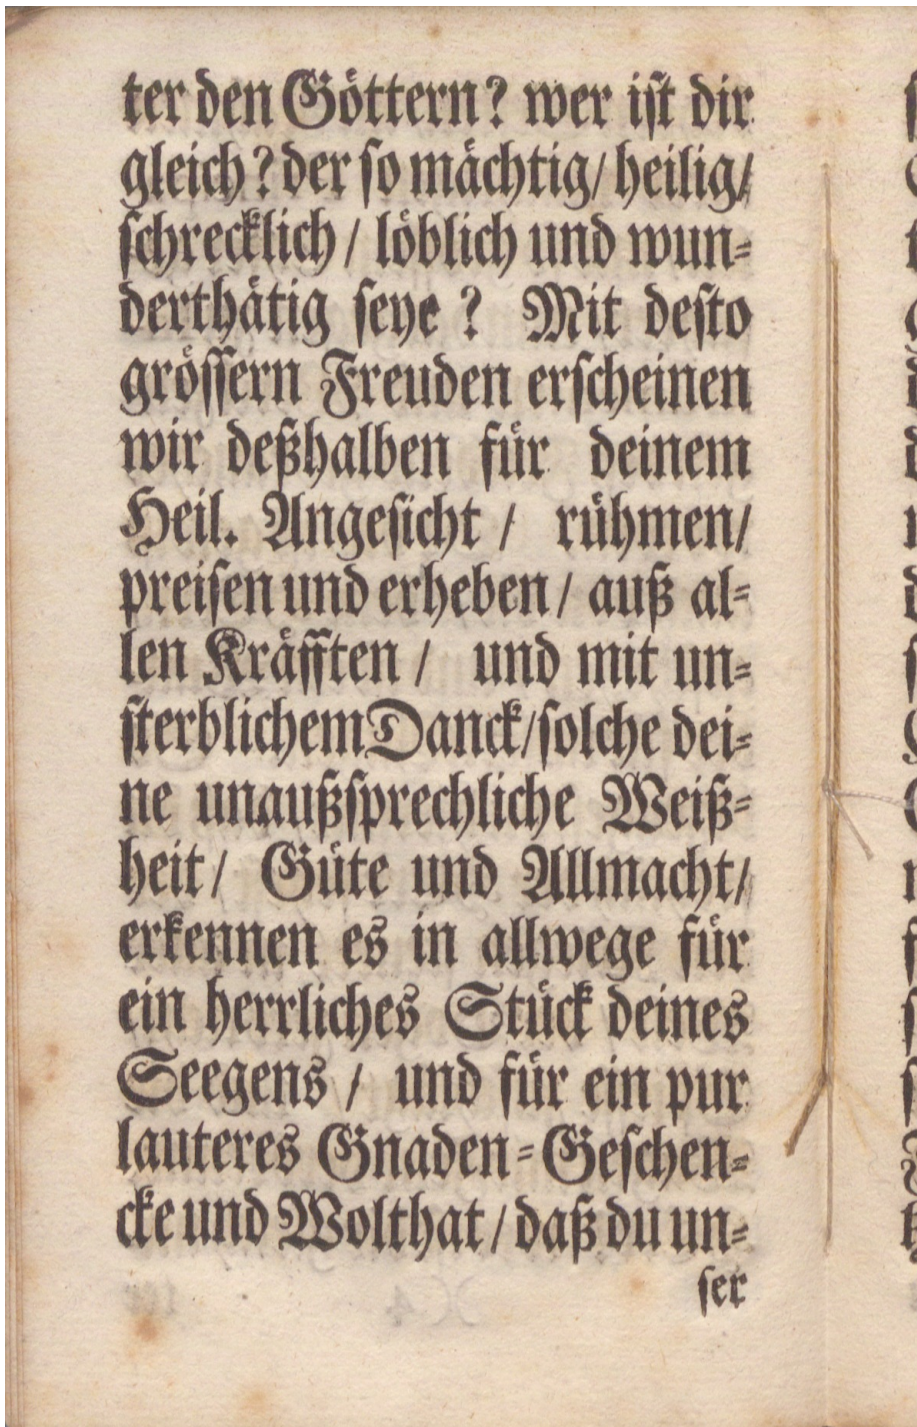 ter den Göttern? wer ist dir
gleich? der so mächtig/ heilig/
schrecklich/ löblich und wun-
derthätig seye? Mit desto
grössern Freuden erscheinen
wir deßhalben für deinem
Heil. Angesicht/ rühmen/
preisen und erheben/ auß al-
len Kräfften/ und mit un-
sterblichem Danck/ solche dei-
ne unaußsprechliche Weiß-
heit/ Güte und Allmacht/
erkennen es in allwege für
ein herrliches Stück deines
Seegens/ und für ein pur
lauteres Gnaden-Geschen-
cke und Wolthat/ daß du un-
ser